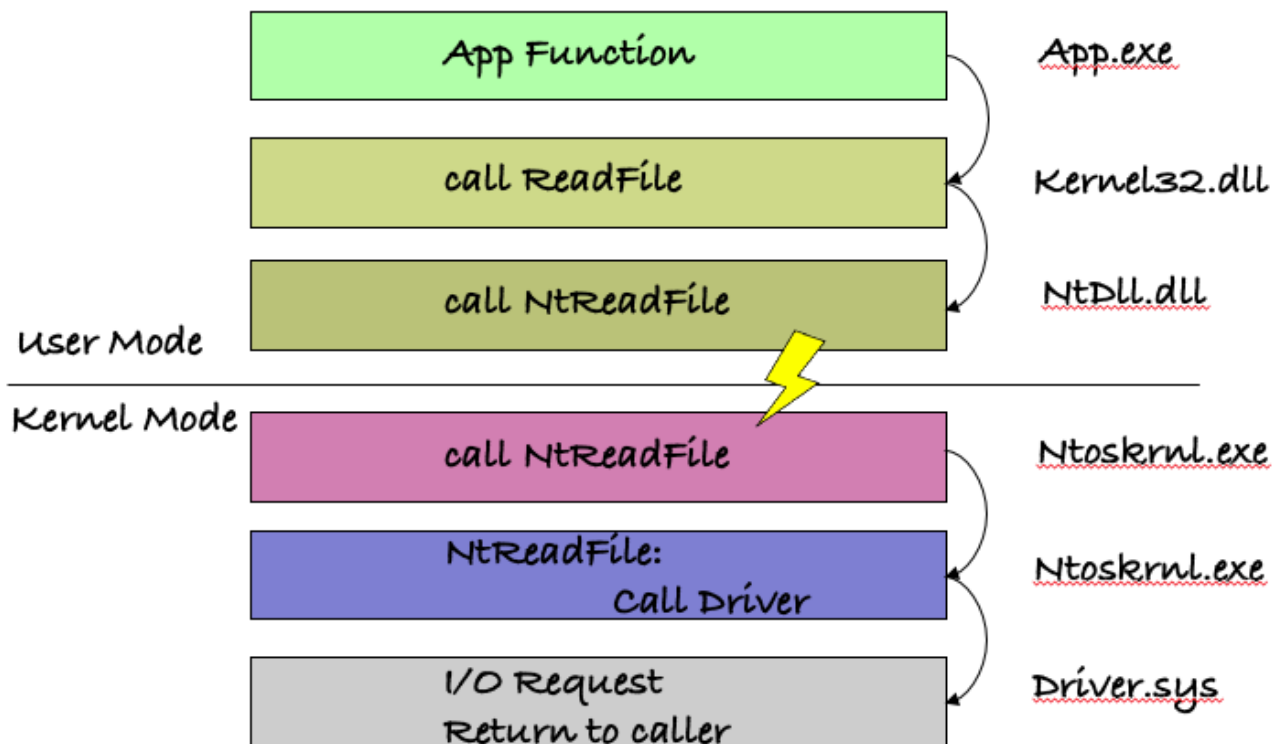 App Function App.exe
call ReadFile Kernel32.dll
call NtReadFile NtDll.dll
User Mode
Kernel Mode
call NtReadFile Ntoskrnl.exe
NtReadFile: Ntoskrnl.exe
Call Driver
I/O Request Driver.sys
Return to caller